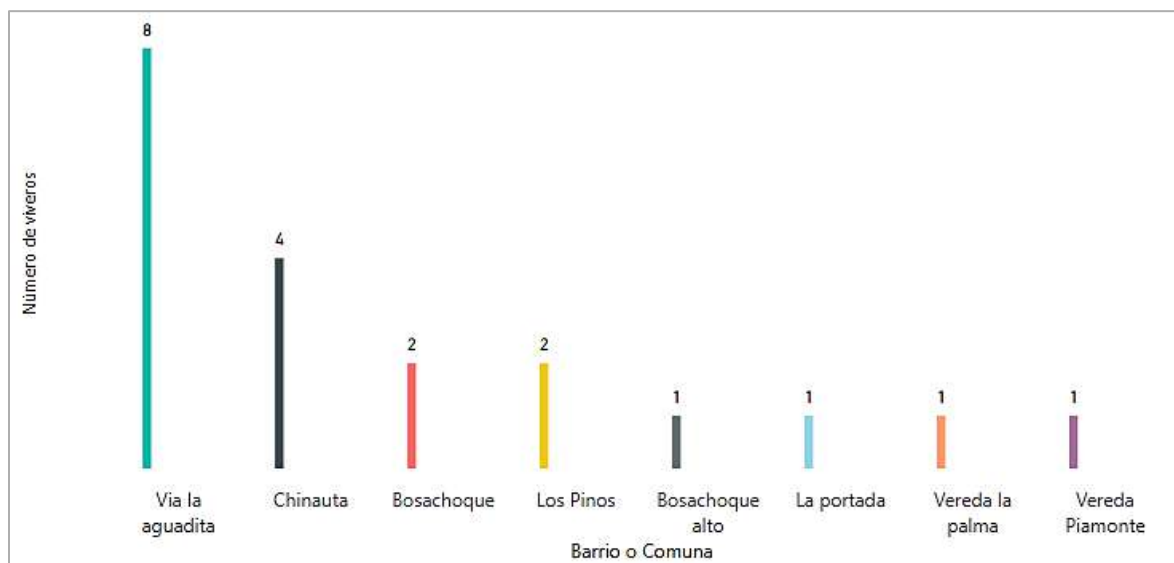 8
4
2
2
1
1
1
1
Número de viveros
Via la
aguadita
Chinauta
Bosachoque
Los Pinos
Bosachoque
alto
La portada
Vereda la
palma
Vereda
Piamonte
Barrio o Comuna